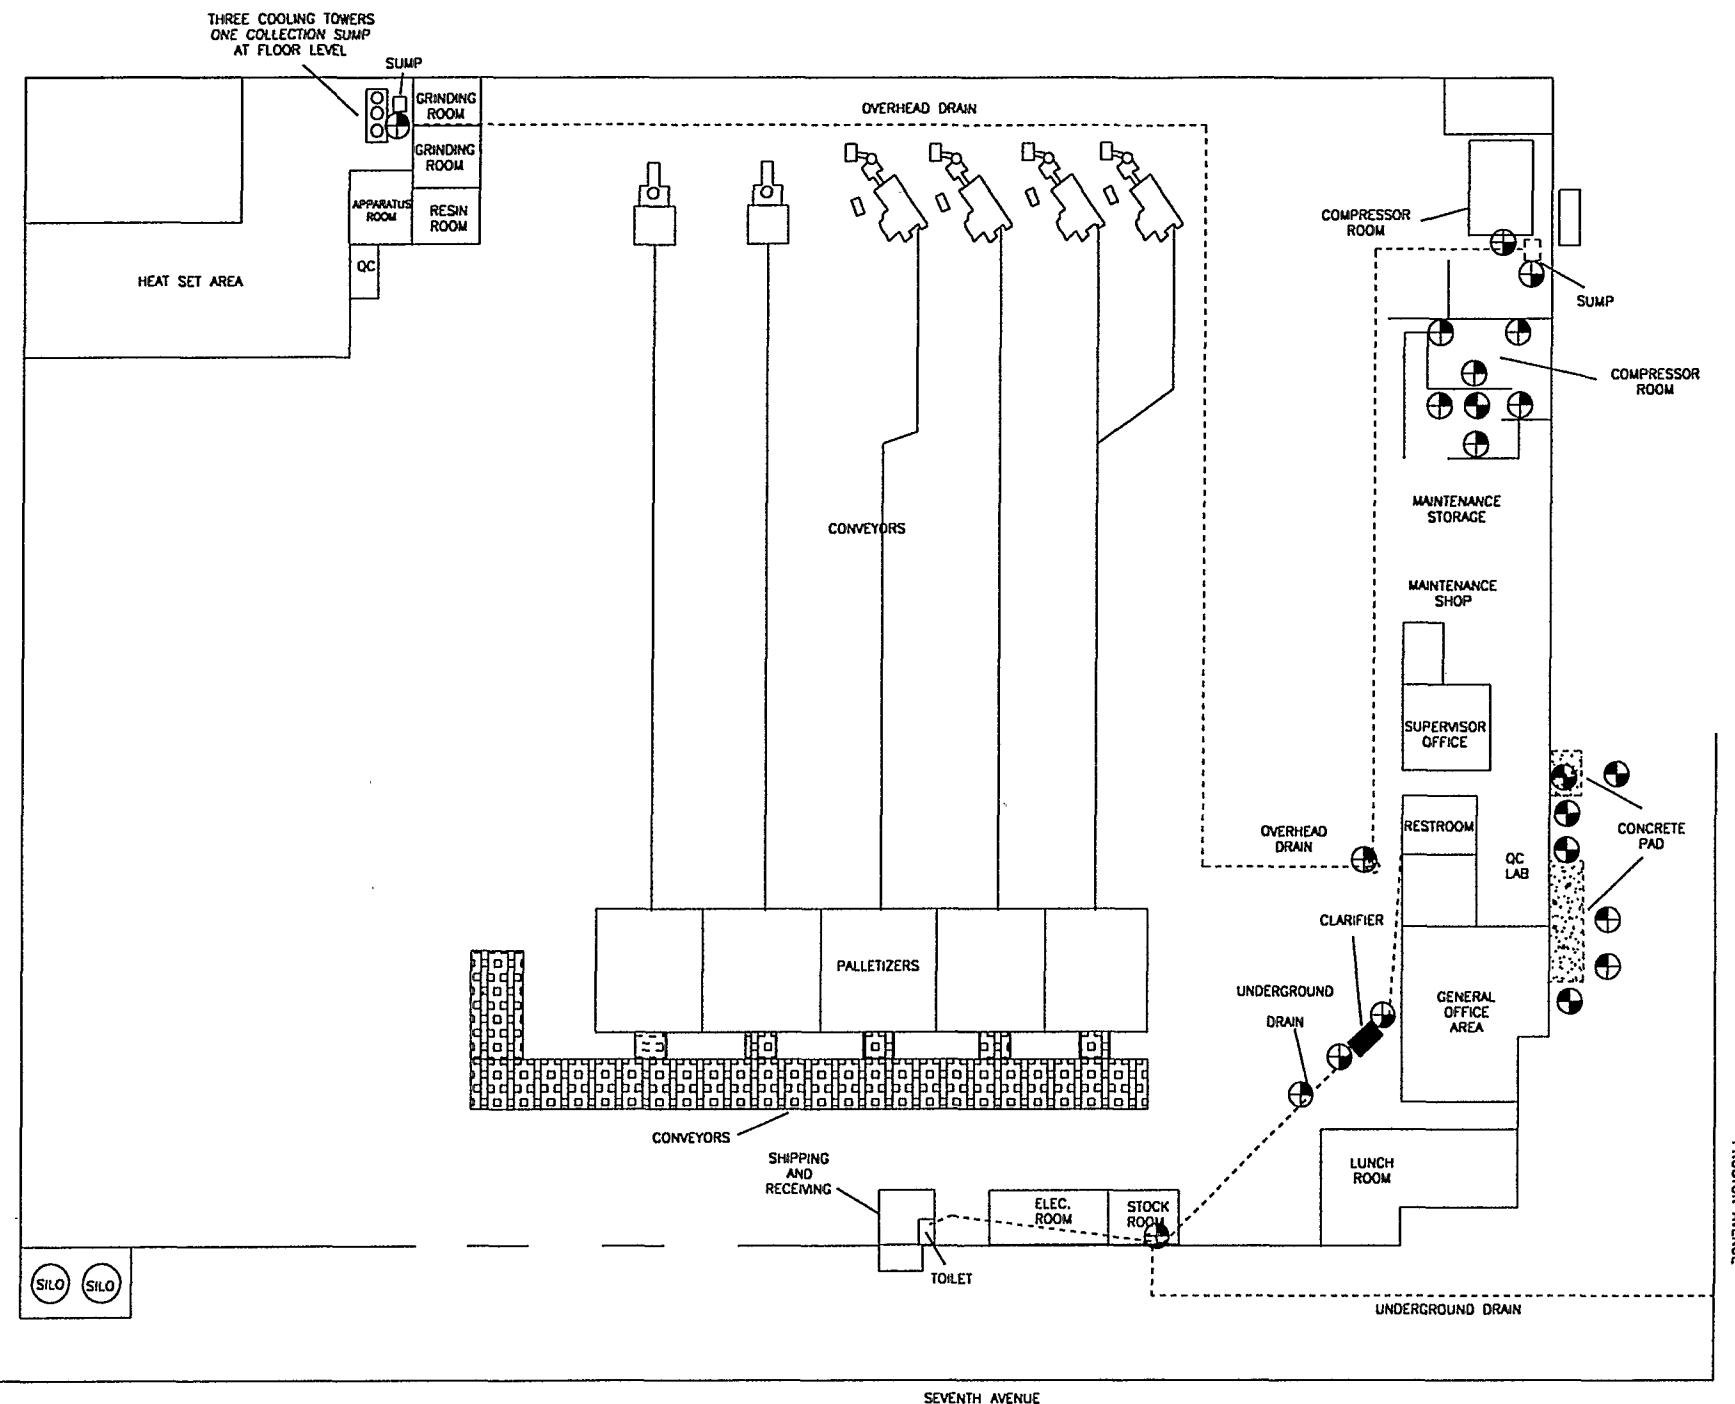 THREE COOLING TOWERS
ONE COLLECTION SUMP
AT FLOOR LEVEL
SUMP
GRINDING
ROOM
OVERHEAD DRAIN
GRINDING
ROOM
APPARATUS
ROOM
RESIN
ROOM
COMPRESSOR
ROOM
QC
HEAT SET AREA
SUMP
COMPRESSOR
ROOM
MAINTENANCE
STORAGE
CONVEYORS
MAINTENANCE
SHOP
SUPERVISOR
OFFICE
RESTROOM
OVERHEAD
DRAIN
CONCRETE
PAD
QC
LAB
CLARIFIER
PALLETIZERS
UNDERGROUND
DRAIN
GENERAL
OFFICE
AREA
CONVEYORS
SHIPPING
AND
RECEIVING
LUNCH
ROOM
ELEC.
ROOM
STOCK
ROOM
TOILET
SILO
SILO
UNDERGROUND DRAIN
SEVENTH AVENUE